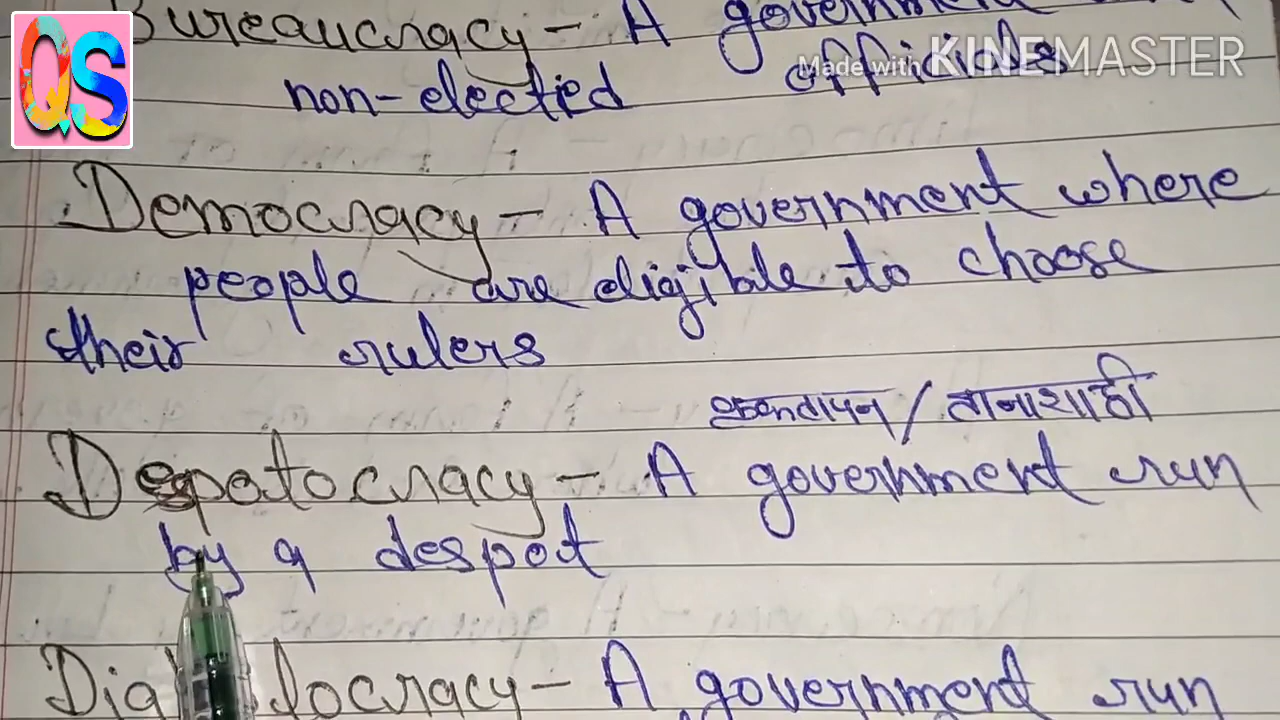 QS
Bureaucracy - A government
Made with KINEMASTER
non-elected officials
Democracy - A government where
people are eligible to choose
their rulers
तानाशाही
Despotocracy - A government run
by a despot
A government run